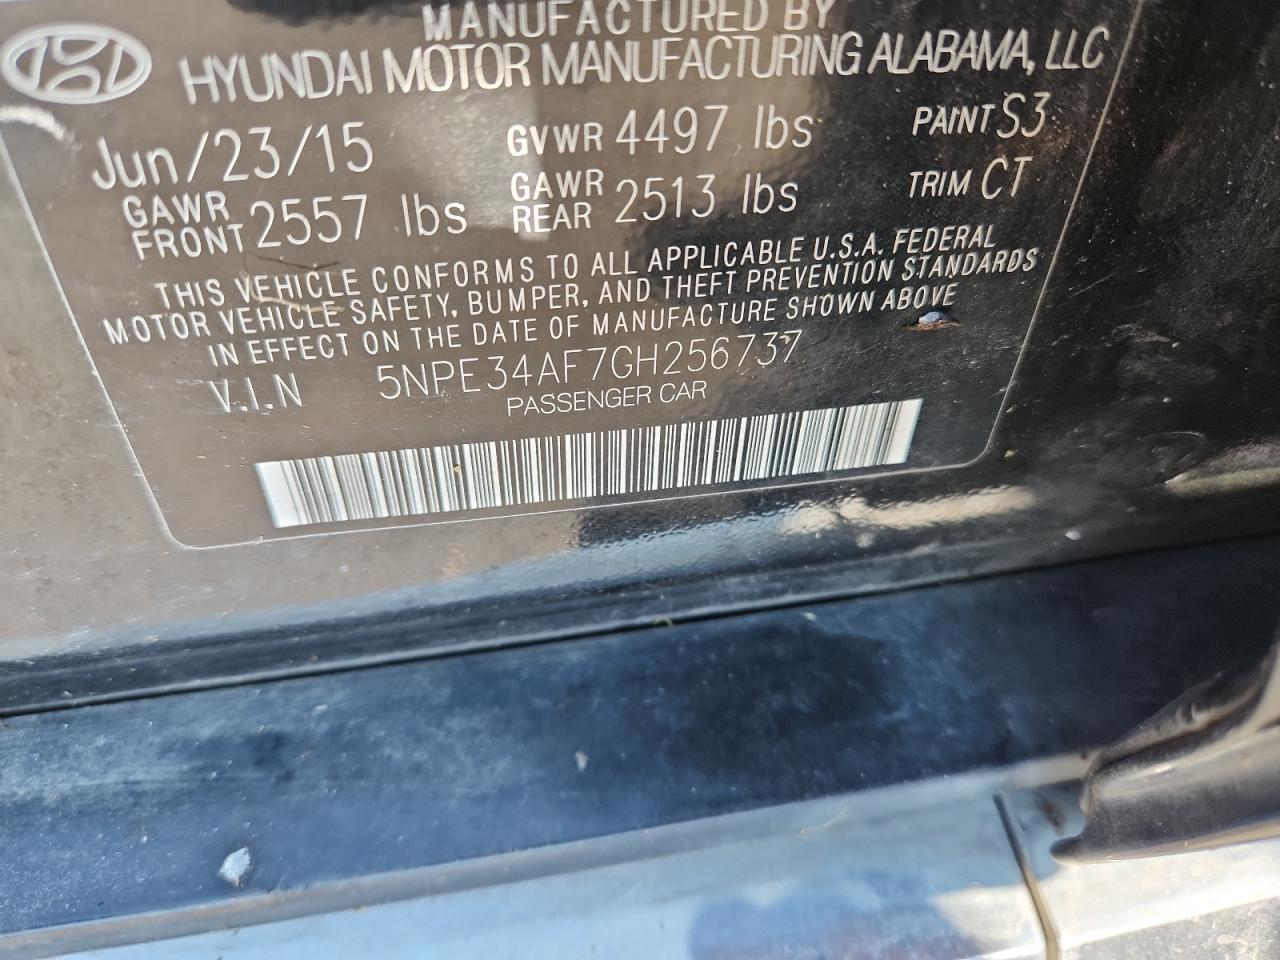 MANUFACTURED BY
HYUNDAI MOTOR MANUFACTURING ALABAMA, LLC
Jun/23/15 GVWR 4497 lbs PAINT S3
GAWR FRONT 2557 lbs GAWR REAR 2513 lbs TRIM CT
THIS VEHICLE CONFORMS TO ALL APPLICABLE U.S.A. FEDERAL
MOTOR VEHICLE SAFETY, BUMPER, AND THEFT PREVENTION STANDARDS
IN EFFECT ON THE DATE OF MANUFACTURE SHOWN ABOVE
V.I.N 5NPE34AF7GH256737
PASSENGER CAR